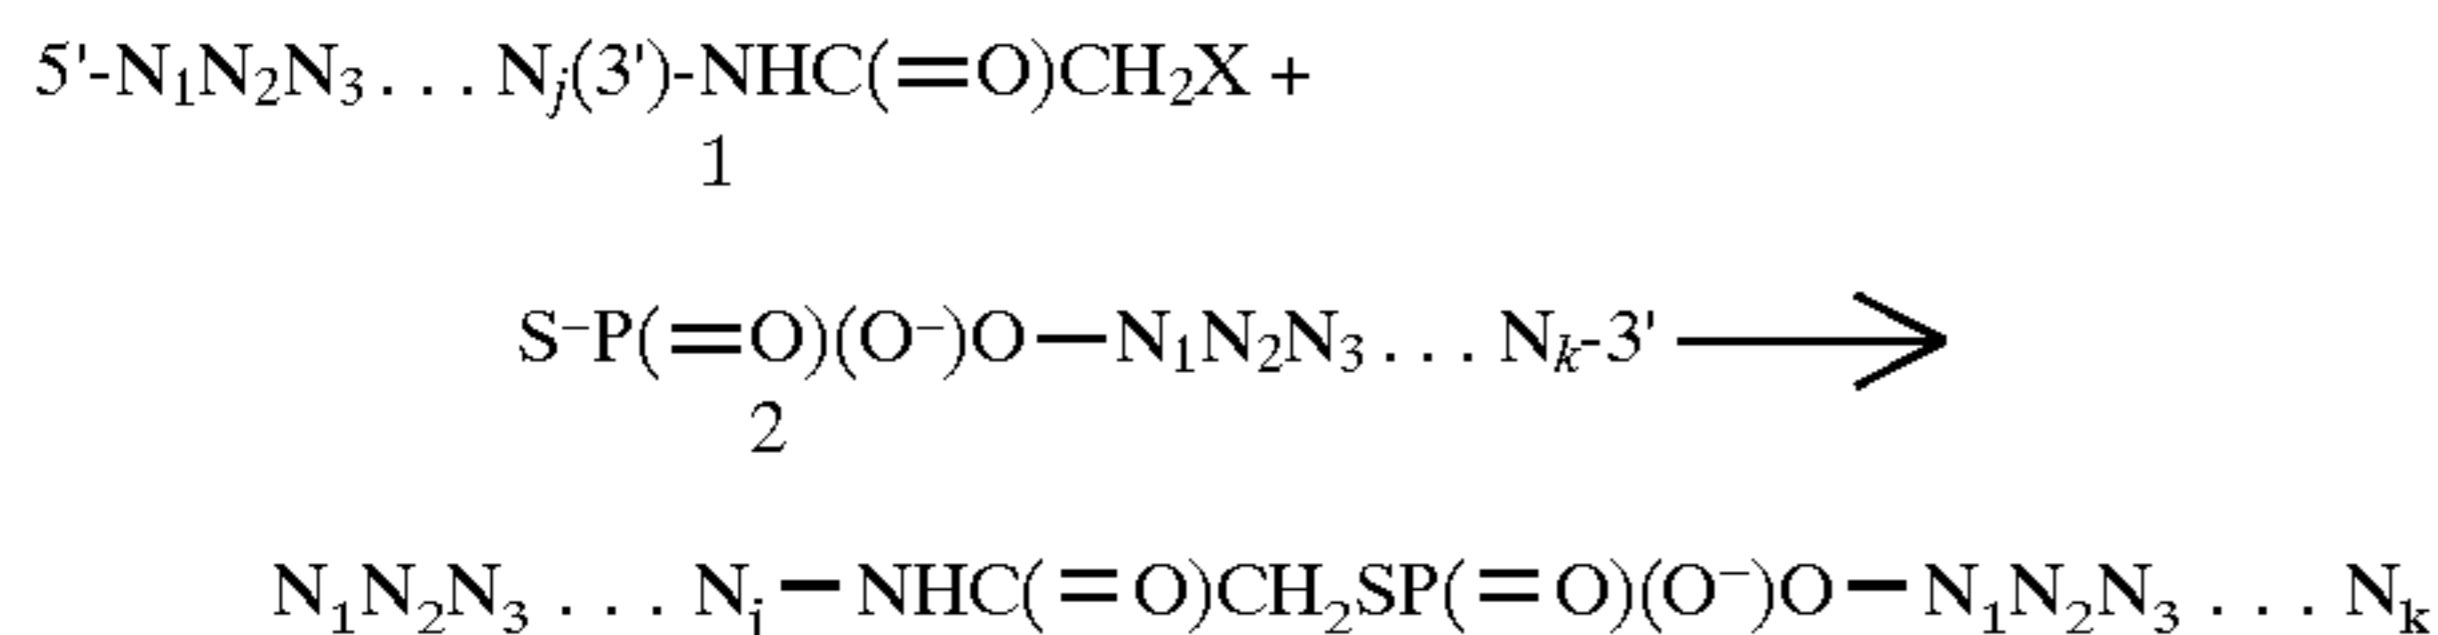 5'-N₁N₂N₃ . . . Nⱼ(3')-NHC(=O)CH₂X +
1
S⁻P(=O)(O⁻)O—N₁N₂N₃ . . . Nₖ-3' ⟶
2
N₁N₂N₃ . . . Nⱼ—NHC(=O)CH₂SP(=O)(O⁻)O—N₁N₂N₃ . . . Nₖ